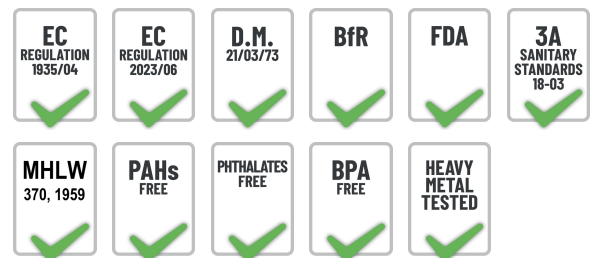 EC
REGULATION
1935/04
EC
REGULATION
2023/06
D.M.
21/03/73
BfR
FDA
3A
SANITARY
STANDARDS
18-03
MHLW
370, 1959
PAHs
FREE
PHTHALATES
FREE
BPA
FREE
HEAVY
METAL
TESTED